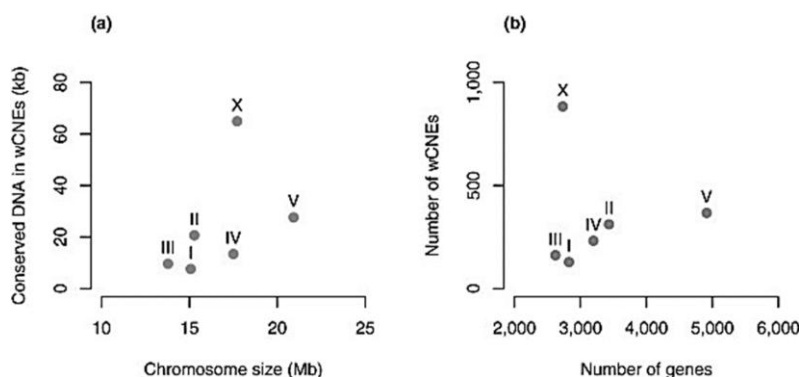 (a)
Conserved DNA in wCNEs (kb)
80
60
40
20
0
X
V
II
IV
III
I
10
15
20
25
Chromosome size (Mb)
(b)
Number of wCNEs
1,000
500
0
X
V
II
IV
III
I
2,000
3,000
4,000
5,000
6,000
Number of genes